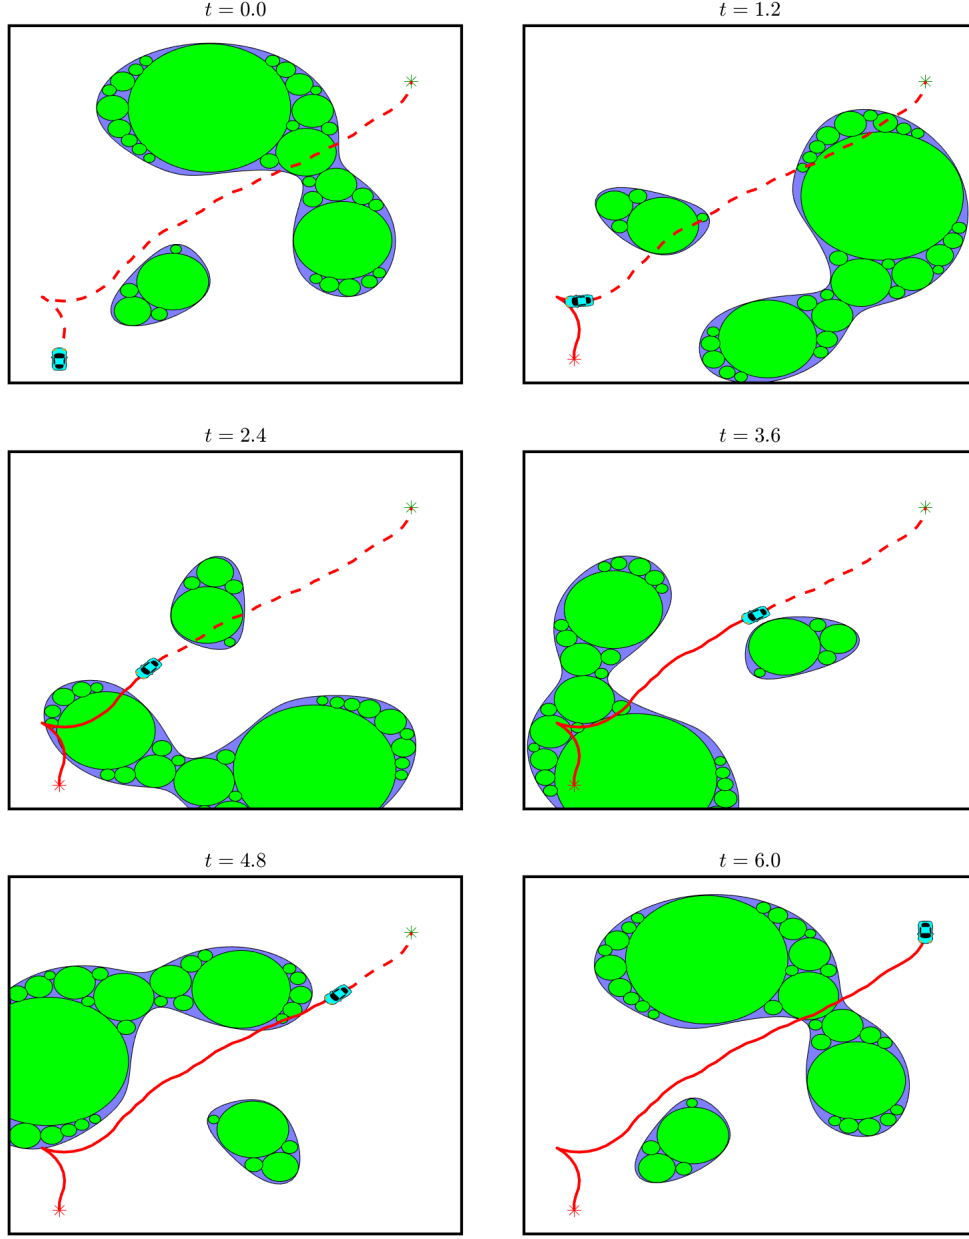 t = 0.0
t = 1.2
t = 2.4
t = 3.6
t = 4.8
t = 6.0